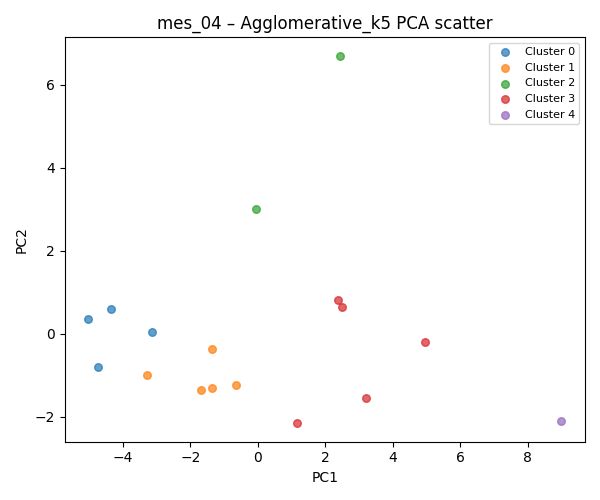 mes_04 – Agglomerative_k5 PCA scatter
Cluster 0
Cluster 1
Cluster 2
Cluster 3
Cluster 4
PC2
6
4
2
0
−2
−4
−2
0
2
4
6
8
PC1